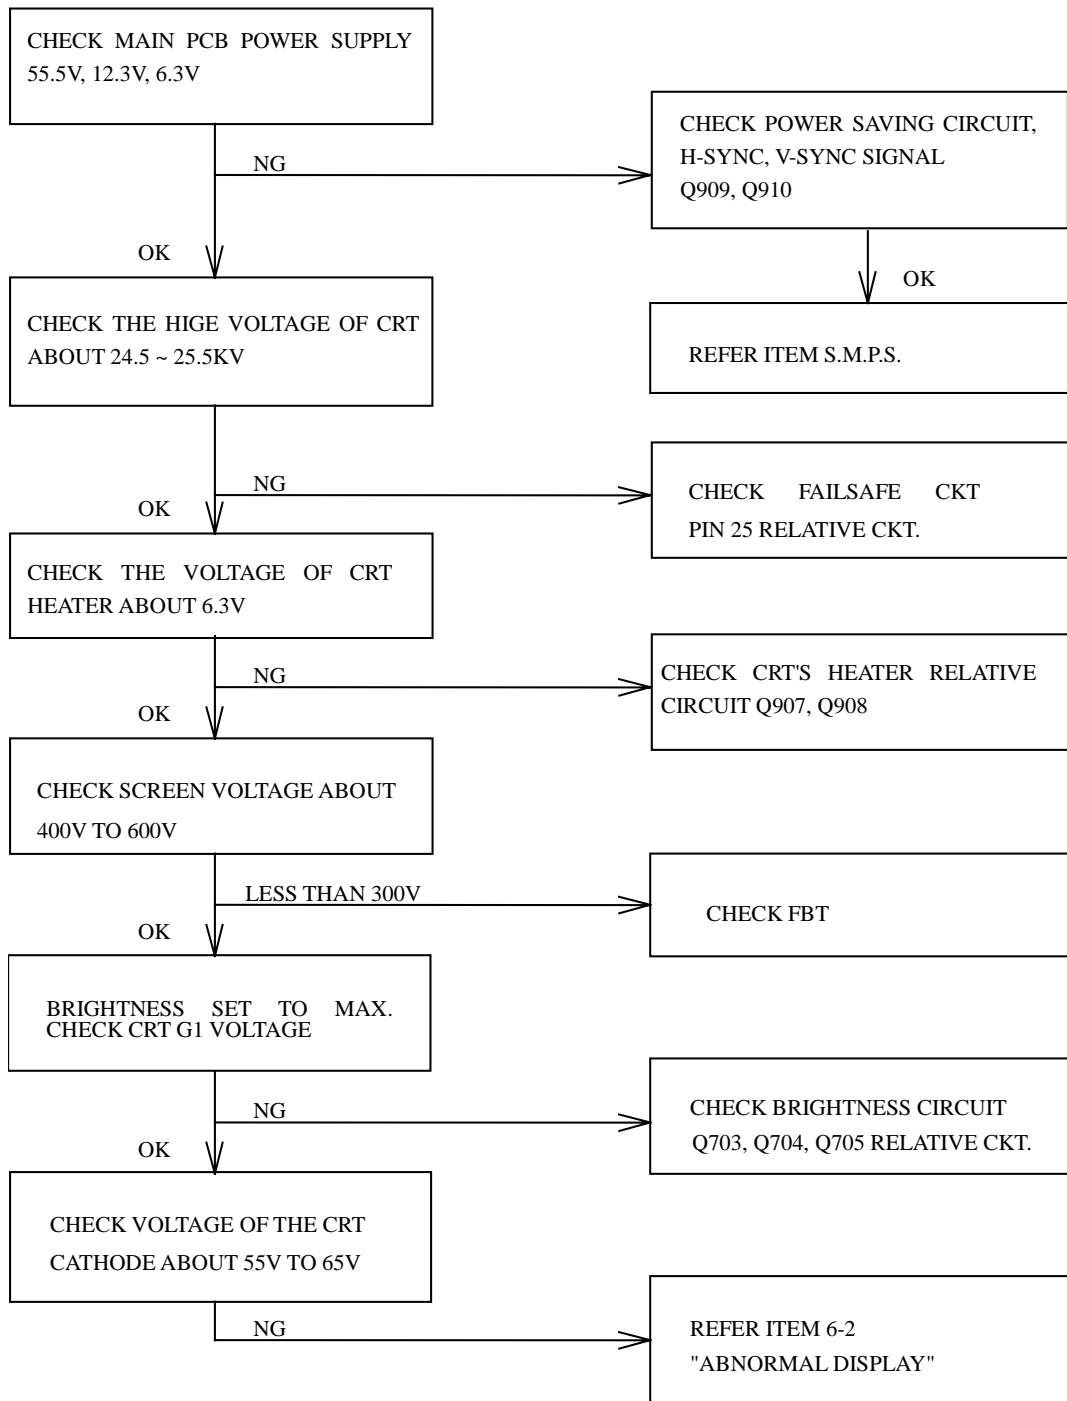 CHECK MAIN PCB POWER SUPPLY
55.5V, 12.3V, 6.3V
NG
CHECK POWER SAVING CIRCUIT,
H-SYNC, V-SYNC SIGNAL
Q909, Q910
OK
OK
CHECK THE HIGE VOLTAGE OF CRT
ABOUT 24.5 ~ 25.5KV
REFER ITEM S.M.P.S.
NG
CHECK FAILSAFE CKT
PIN 25 RELATIVE CKT.
OK
CHECK THE VOLTAGE OF CRT
HEATER ABOUT 6.3V
NG
CHECK CRT'S HEATER RELATIVE
CIRCUIT Q907, Q908
OK
CHECK SCREEN VOLTAGE ABOUT
400V TO 600V
LESS THAN 300V
CHECK FBT
OK
BRIGHTNESS SET TO MAX.
CHECK CRT G1 VOLTAGE
NG
CHECK BRIGHTNESS CIRCUIT
Q703, Q704, Q705 RELATIVE CKT.
OK
CHECK VOLTAGE OF THE CRT
CATHODE ABOUT 55V TO 65V
NG
REFER ITEM 6-2
"ABNORMAL DISPLAY"